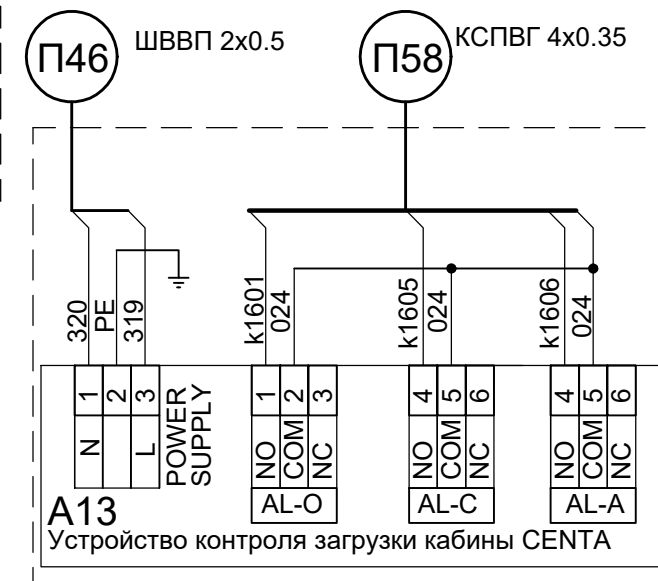 П46
ШВВП 2x0.5
П58
КСПВГ 4x0.35
320
PE
319
k1601
024
k1605
024
k1606
024
1
2
3
1
2
3
4
5
6
4
5
6
N
L
POWER
SUPPLY
NO
COM
NC
NO
COM
NC
NO
COM
NC
AL-O
AL-C
AL-A
A13
Устройство контроля загрузки кабины CENTA